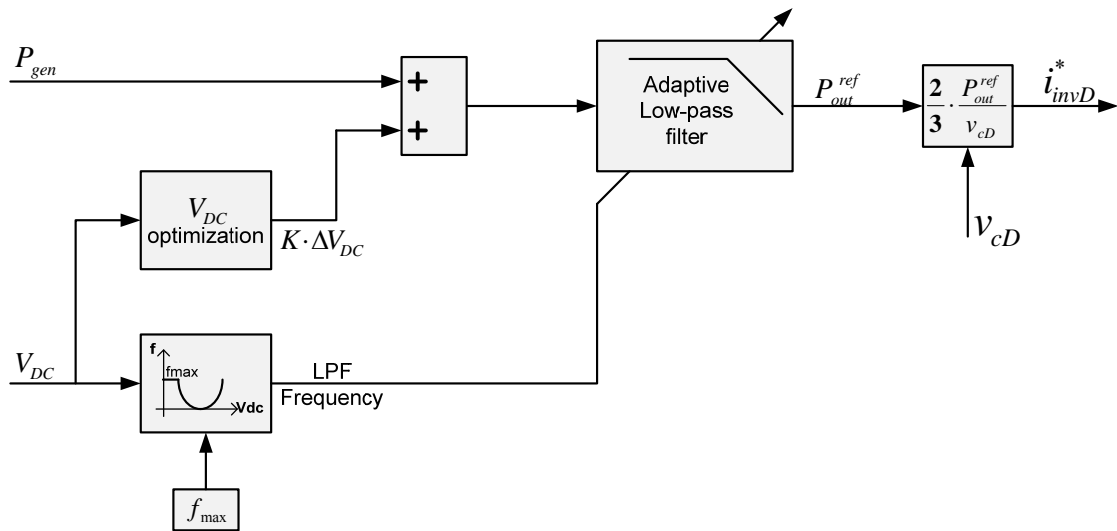 P_gen
+
+
V_DC
optimization
K·ΔV_DC
Adaptive
Low-pass
filter
P_out^ref
2/3 · P_out^ref / v_cD
i*_invD
v_cD
V_DC
f
fmax
Vdc
LPF
Frequency
f_max